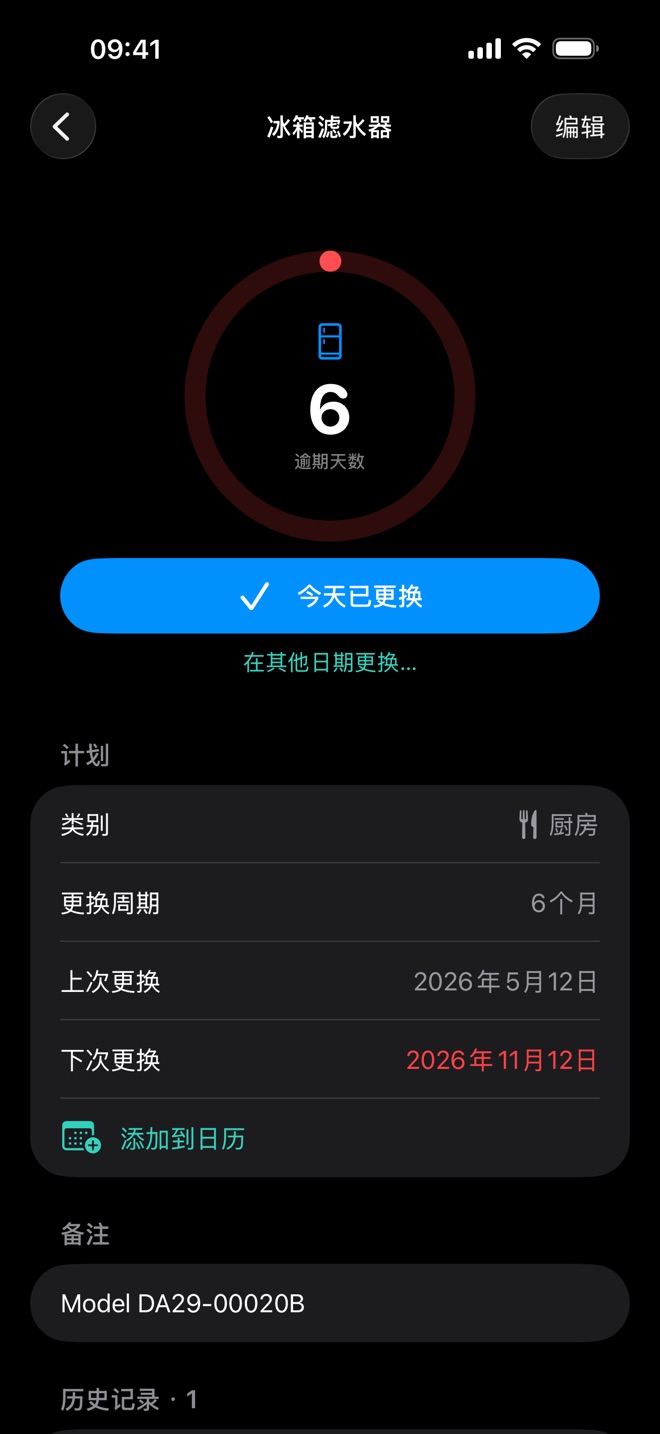 09:41
冰箱滤水器
编辑
6
逾期天数
今天已更换
在其他日期更换...
计划
类别 厨房
更换周期 6个月
上次更换 2026年5月12日
下次更换 2026年11月12日
添加到日历
备注
Model DA29-00020B
历史记录 · 1